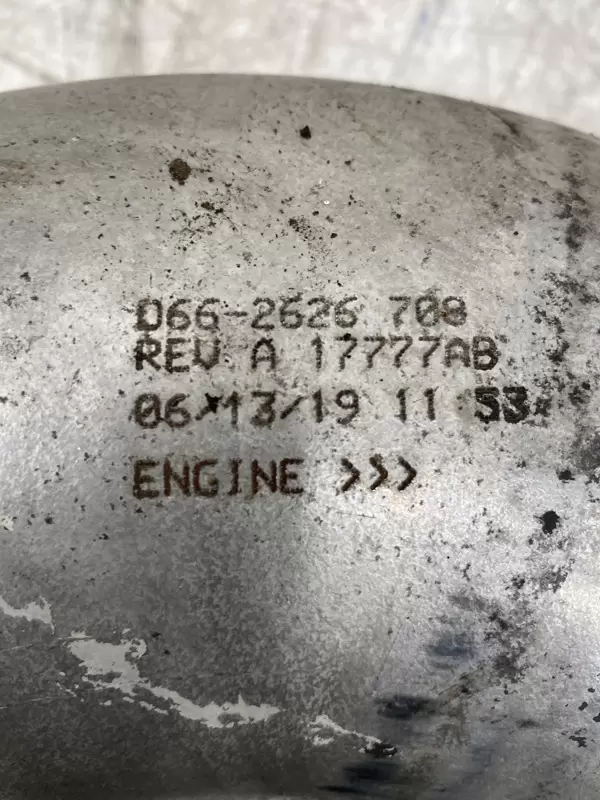 D66-2626 708
REV A 17777AB
06/13/19 11:53
ENGINE >>>